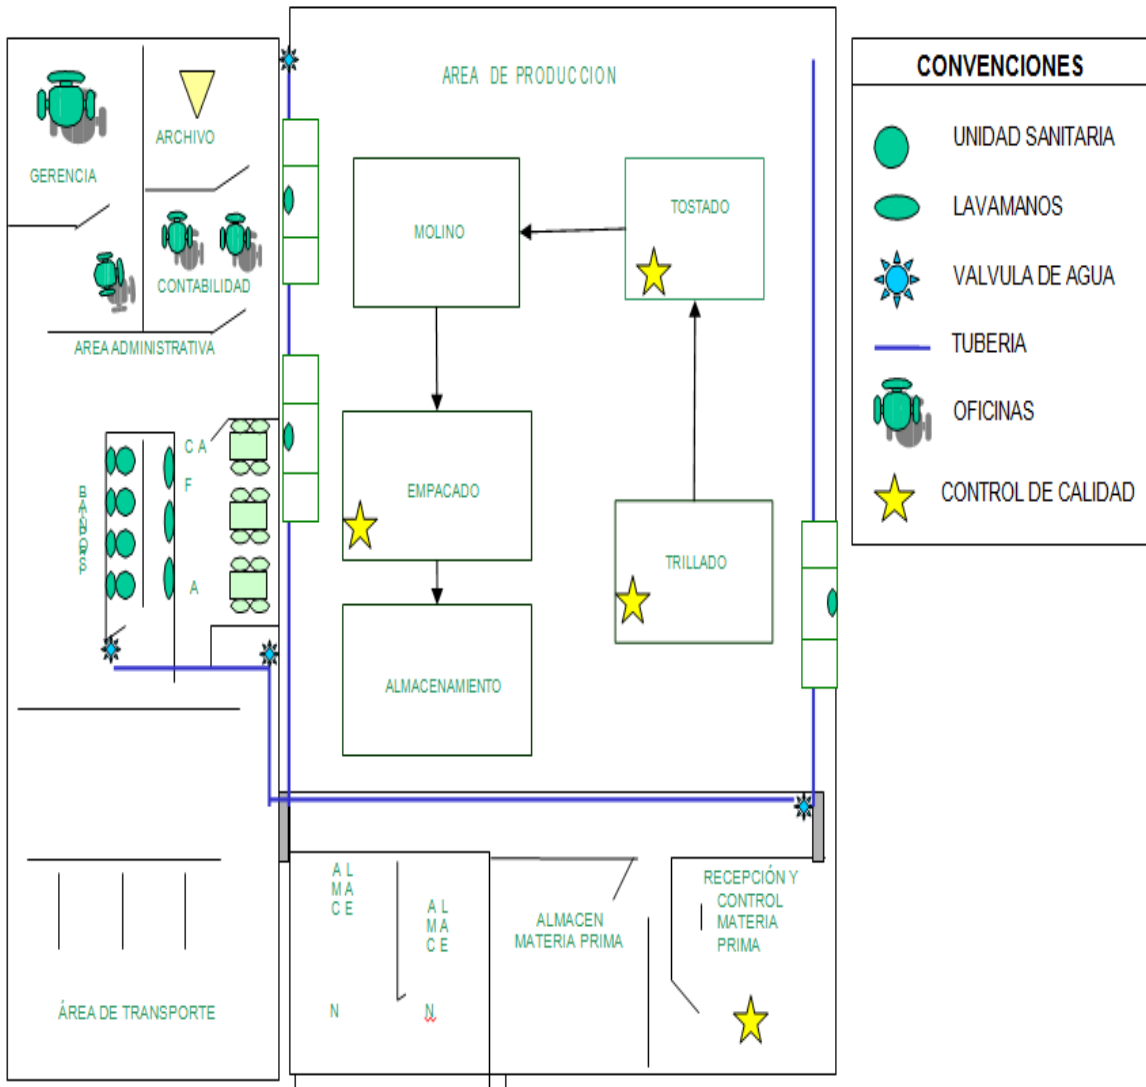 AREA DE PRODUCCION
CONVENCIONES
UNIDAD SANITARIA
LAVAMANOS
VALVULA DE AGUA
TUBERIA
OFICINAS
CONTROL DE CALIDAD
ARCHIVO
GERENCIA
CONTABILIDAD
AREA ADMINISTRATIVA
MOLINO
TOSTADO
EMPACADO
TRILLADO
ALMACENAMIENTO
C A
F
A
A L
M A
C E
N
A L
M A
C E
N
ALMACEN
MATERIA PRIMA
RECEPCIÓN Y
CONTROL
MATERIA
PRIMA
ÁREA DE TRANSPORTE